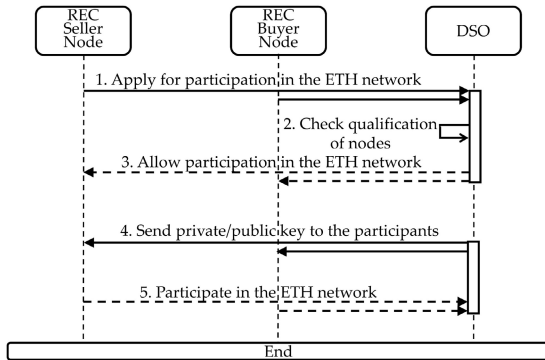 REC
Seller
Node
REC
Buyer
Node
DSO
1. Apply for participation in the ETH network
2. Check qualification
of nodes
3. Allow participation in the ETH network
4. Send private/public key to the participants
5. Participate in the ETH network
End